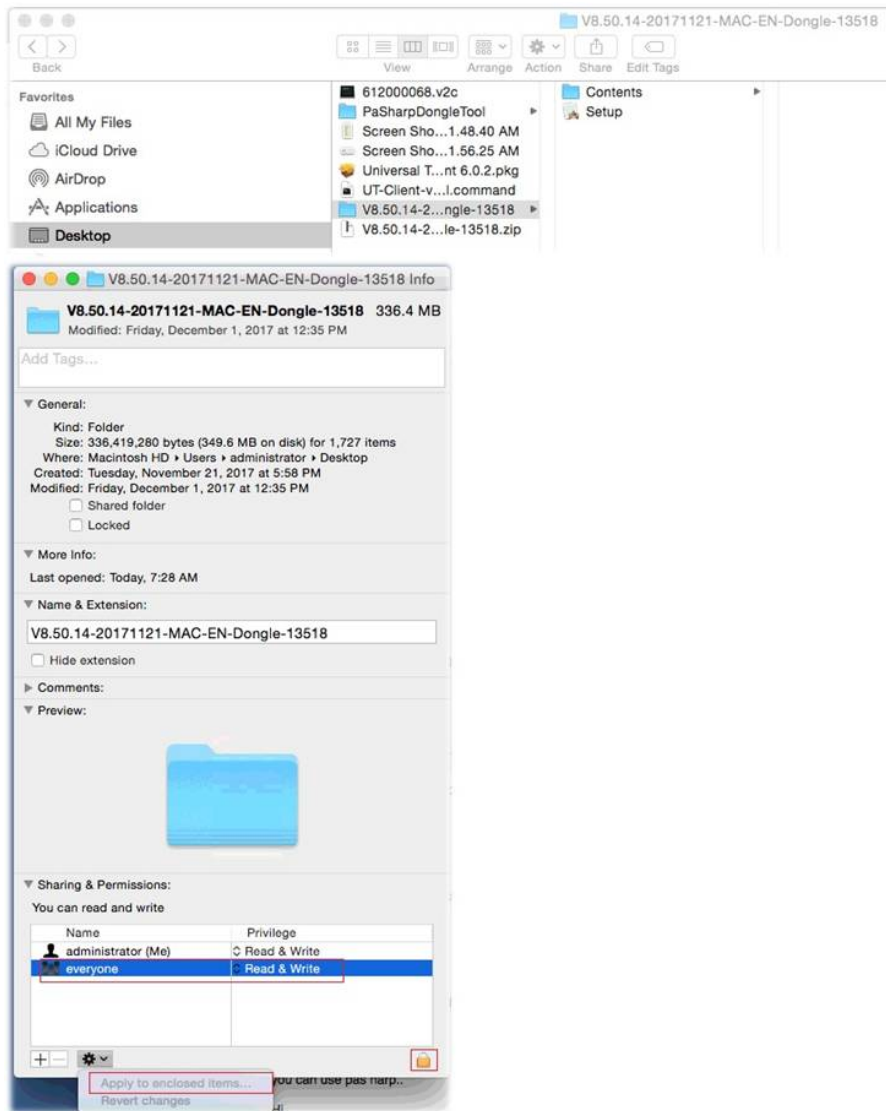 V8.50.14-20171121-MAC-EN-Dongle-13518
Back
View
Arrange
Action
Share
Edit Tags
Favorites
All My Files
iCloud Drive
AirDrop
Applications
Desktop
612000068.v2c
PaSharpDongleTool
Screen Sho...1.48.40 AM
Screen Sho...1.56.25 AM
Universal T...nt 6.0.2.pkg
UT-Client-v...l.command
V8.50.14-2...ngle-13518
V8.50.14-2...le-13518.zip
Contents
Setup
V8.50.14-20171121-MAC-EN-Dongle-13518 Info
V8.50.14-20171121-MAC-EN-Dongle-13518 336.4 MB
Modified: Friday, December 1, 2017 at 12:35 PM
Add Tags...
General:
Kind: Folder
Size: 336,419,280 bytes (349.6 MB on disk) for 1,727 items
Where: Macintosh HD ▸ Users ▸ administrator ▸ Desktop
Created: Tuesday, November 21, 2017 at 5:58 PM
Modified: Friday, December 1, 2017 at 12:35 PM
Shared folder
Locked
More Info:
Last opened: Today, 7:28 AM
Name & Extension:
V8.50.14-20171121-MAC-EN-Dongle-13518
Hide extension
Comments:
Preview:
Sharing & Permissions:
You can read and write
Name Privilege
administrator (Me) Read & Write
everyone Read & Write
Apply to enclosed items...
you can use pas harp..
Revert changes